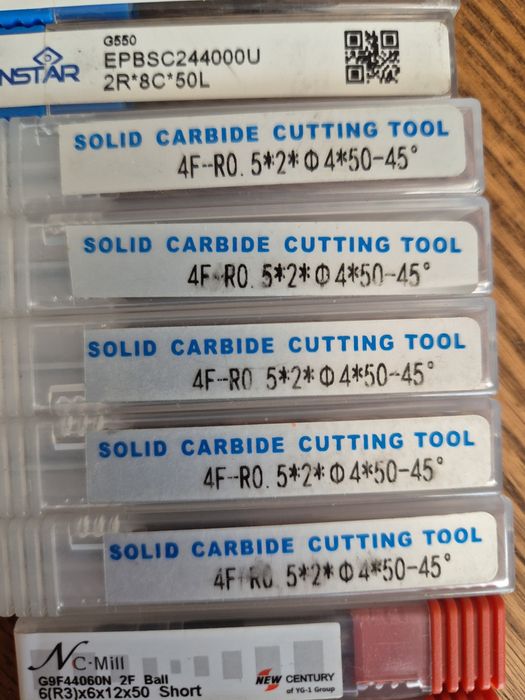 G550
NSTAR EPBSC244000U
2R*8C*50L
SOLID CARBIDE CUTTING TOOL
4F-R0.5*2*Φ4*50-45°
SOLID CARBIDE CUTTING TOOL
4F-R0.5*2*Φ4*50-45°
SOLID CARBIDE CUTTING TOOL
4F-R0 5*2*Φ4*50-45°
SOLID CARBIDE CUTTING TOOL
4F-R0.5*2*Φ4*50-45°
SOLID CARBIDE CUTTING TOOL
4F R0 5*2*Φ4*50-45°
NC-Mill
G9F44060N 2F Ball
6(R3)x6x12x50 Short
NEW CENTURY
of YG-1 Group